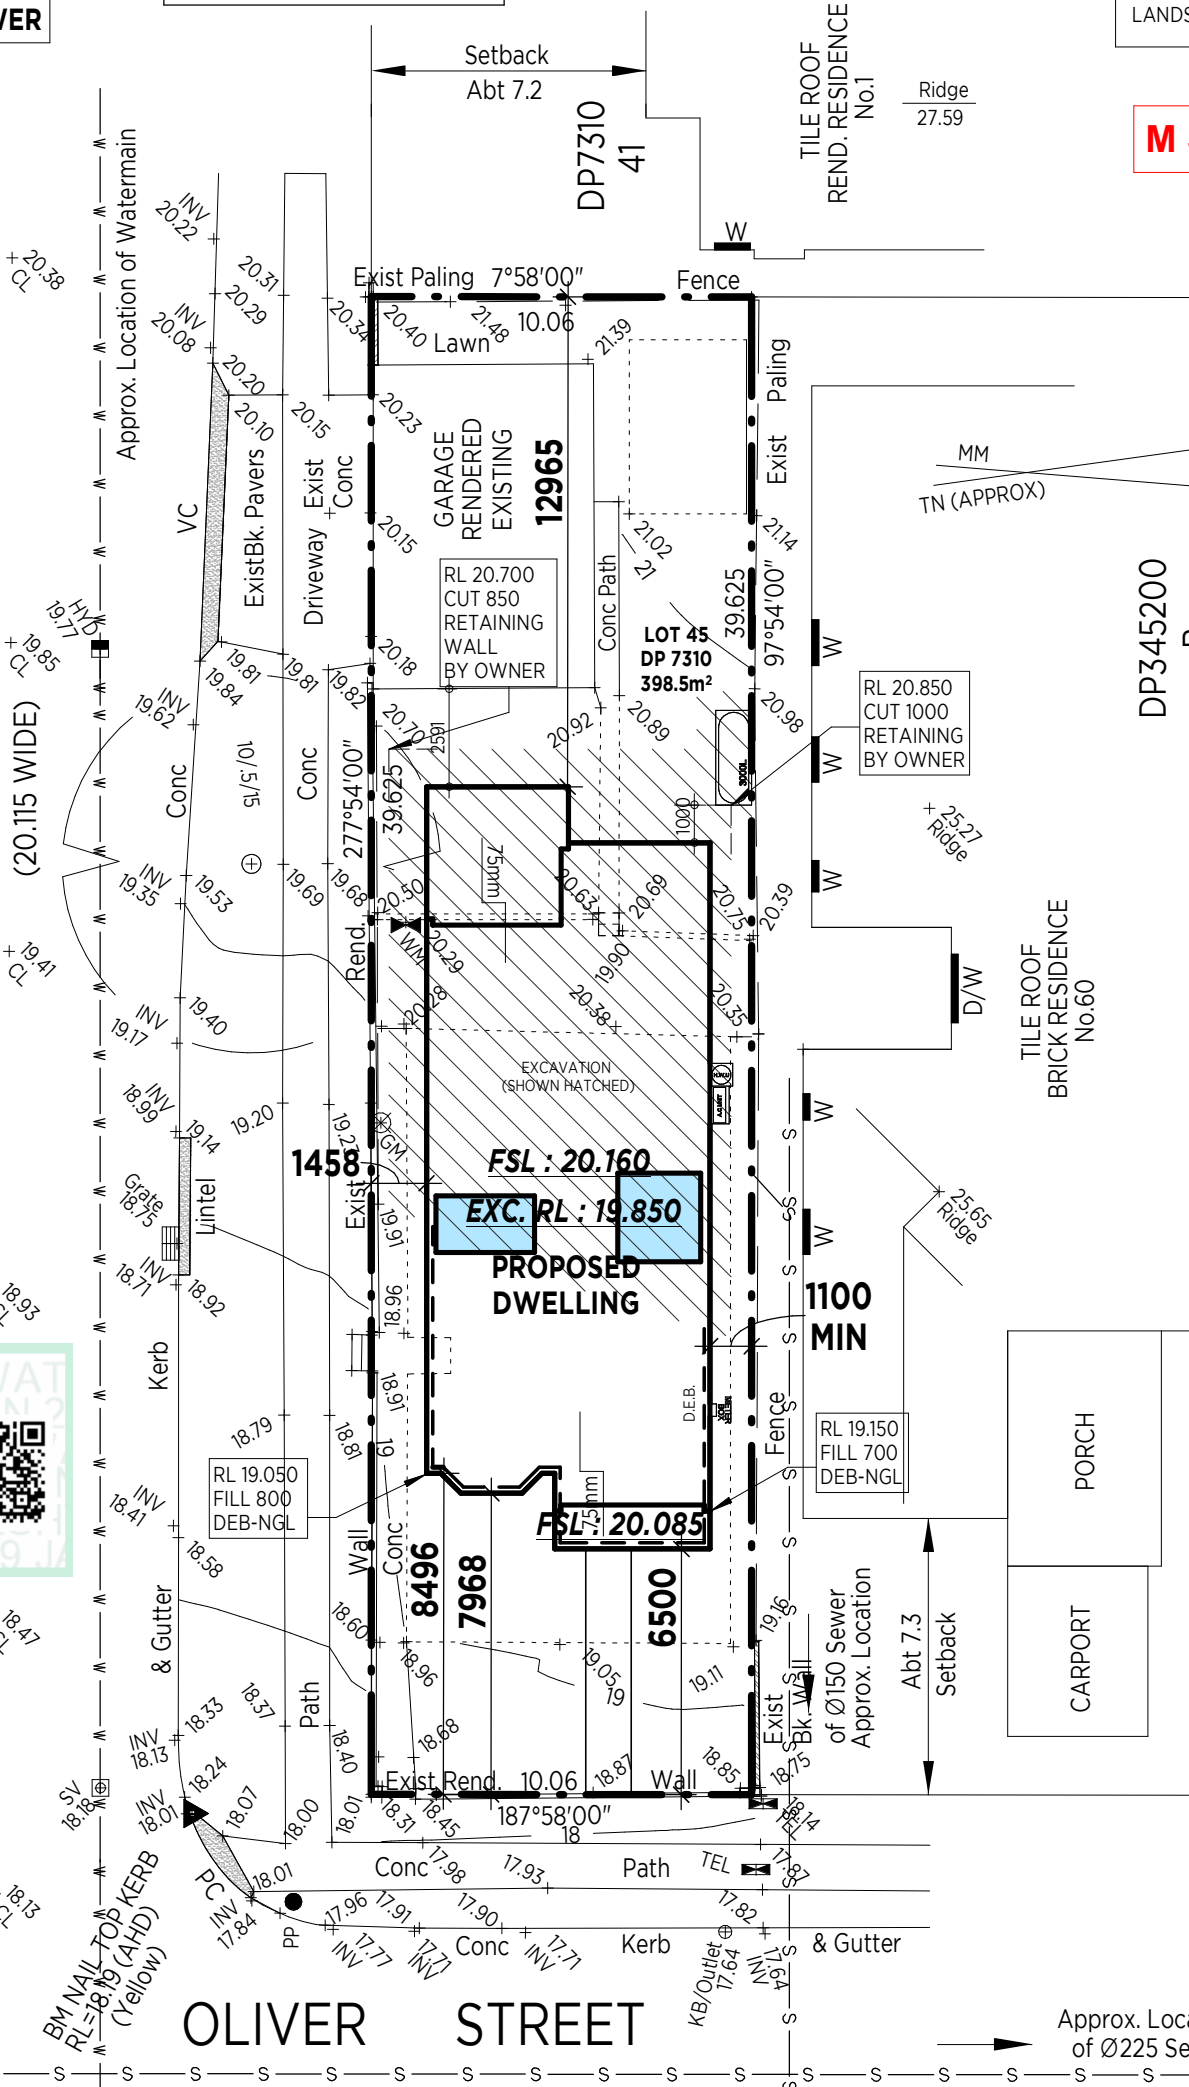 VER
LANDS
M
Setback
Abt 7.2
DP7310
41
TILE ROOF
REND. RESIDENCE
No.1
Ridge
27.59
W
Approx. Location of Watermain
INV
20.22
+ 20.38
CL
20.31
20.29
INV
20.08
20.34
Exist Paling 7°58'00" Fence
20.40
21.48
10.06
21.39
Lawn
20.20
20.10
20.15
20.23
VC
ExistBk. Pavers
Driveway Exist
Conc
GARAGE
RENDERED
EXISTING
12965
Exist Paling
MM
TN (APPROX)
20.15
21.02
21
21.14
RL 20.700
CUT 850
RETAINING
WALL
BY OWNER
Conc Path
39.625
97°54'00"
LOT 45
DP 7310
398.5m²
DP345200
HYD
19.77
+ 19.85
CL
19.81
19.84
19.81
19.82
20.18
W
RL 20.850
CUT 1000
RETAINING
BY OWNER
INV
19.62
20.70
2591
20.92
20.89
20.98
(20.115 WIDE)
Conc
10/5/15
Conc
277°54'00"
39.625
3000L
1000
W
+ 25.27
Ridge
75mm
INV
19.35
19.53
19.69
19.68
20.50
20.63
20.69
20.75
20.39
W
+ 19.41
CL
Rend.
WM
20.29
19.90
D/W
TILE ROOF
BRICK RESIDENCE
No.60
INV
19.17
19.40
20.28
20.38
20.35
EXCAVATION
(SHOWN HATCHED)
INV
18.99
19.14
19.20
19.27
GM
W
1458
FSL : 20.160
EXC. RL : 19.850
PROPOSED
DWELLING
Grate
18.75
Lintel
Exist
19.91
W
25.65
Ridge
INV
18.71
18.92
18.93
18.96
1100
MIN
Kerb
18.91
D.E.B.
METER
BOX
Fence
PORCH
18.79
18.81
19
RL 19.050
FILL 800
DEB-NGL
RL 19.150
FILL 700
DEB-NGL
INV
18.41
18.58
75mm
FSL : 20.085
Wall
Conc
8496
7968
6500
18.47
& Gutter
18.60
18.96
19.05
19
19.11
19.16
Exist
Bk. Wall
of Ø150 Sewer
Approx. Location
Abt 7.3
Setback
CARPORT
Path
18.37
18.33
INV
18.13
18.40
18.68
18.87
18.85
18.75
Exist Rend. 10.06 Wall
187°58'00"
SV
18.18
INV
18.01
18.24
18.07
18.00
18.01
18.31
18.45
18
18.14
TEL
18.13
Conc
17.98
17.93
Path
TEL
17.87
PC
INV
17.84
18.01
PP
17.96
17.91
17.90
17.82
INV
17.77
17.71
INV
Conc
17.71
INV
Kerb
KB/Outlet
17.64
17.64
INV
& Gutter
BM NAIL TOP KERB
RL=18.19 (AHD)
(Yellow)
OLIVER STREET
Approx. Loca
of Ø225 Se
S S S S S S S S S S S S S S S